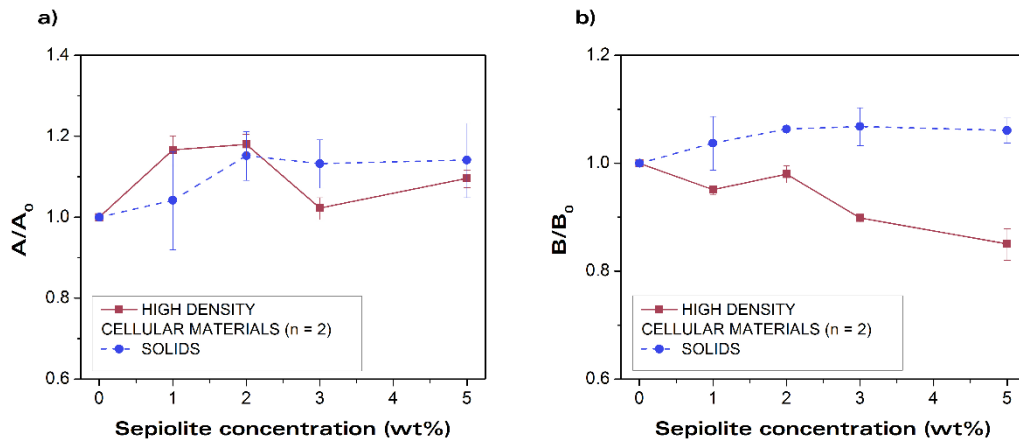 a)
1.4
1.2
1.0
0.8
0.6
A/A₀
HIGH DENSITY
CELLULAR MATERIALS (n = 2)
SOLIDS
0 1 2 3 4 5
Sepiolite concentration (wt%)
b)
1.2
1.0
0.8
0.6
B/B₀
HIGH DENSITY
CELLULAR MATERIALS (n = 2)
SOLIDS
0 1 2 3 4 5
Sepiolite concentration (wt%)